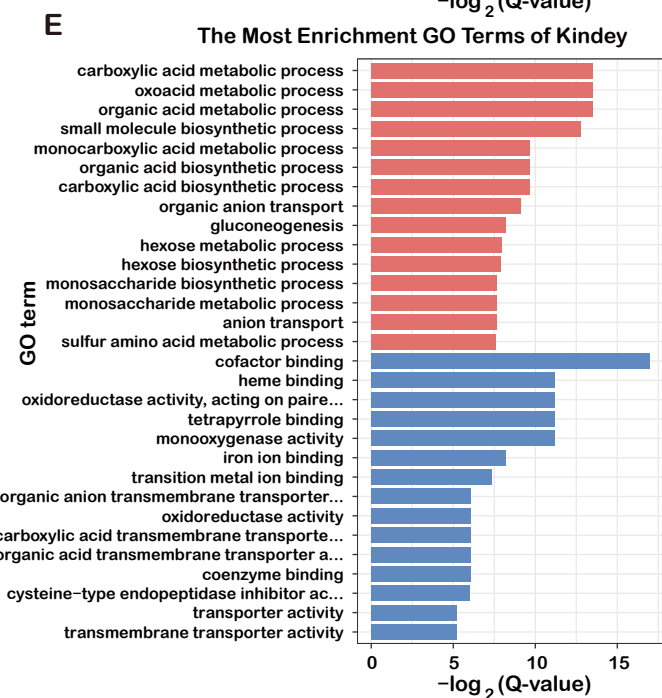 −log 2 (Q-value)
E
The Most Enrichment GO Terms of Kindey
carboxylic acid metabolic process
oxoacid metabolic process
organic acid metabolic process
small molecule biosynthetic process
monocarboxylic acid metabolic process
organic acid biosynthetic process
carboxylic acid biosynthetic process
organic anion transport
gluconeogenesis
hexose metabolic process
hexose biosynthetic process
monosaccharide biosynthetic process
monosaccharide metabolic process
anion transport
sulfur amino acid metabolic process
cofactor binding
heme binding
oxidoreductase activity, acting on paire...
tetrapyrrole binding
monooxygenase activity
iron ion binding
transition metal ion binding
organic anion transmembrane transporter...
oxidoreductase activity
carboxylic acid transmembrane transporte...
organic acid transmembrane transporter a...
coenzyme binding
cysteine−type endopeptidase inhibitor ac...
transporter activity
transmembrane transporter activity
GO term
0 5 10 15
−log 2 (Q-value)